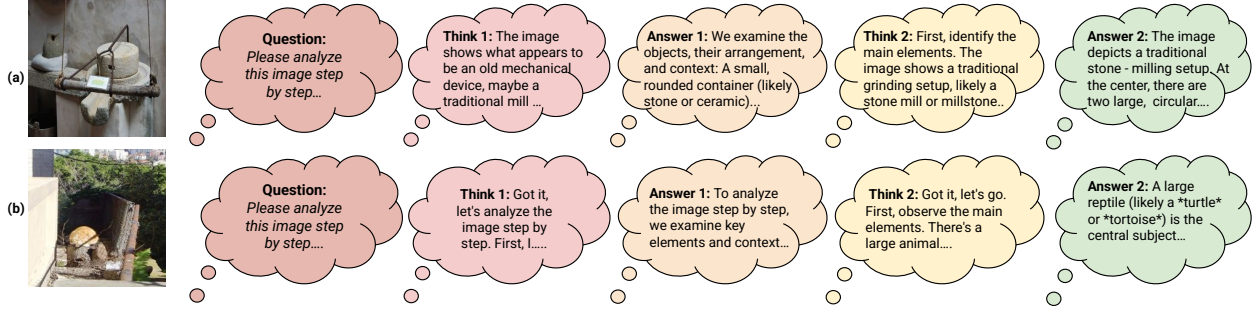 (a)
Question:
Please analyze
this image step
by step...
Think 1: The image
shows what appears to
be an old mechanical
device, maybe a
traditional mill ...
Answer 1: We examine the
objects, their arrangement,
and context: A small,
rounded container (likely
stone or ceramic)...
Think 2: First, identify the
main elements. The
image shows a traditional
grinding setup, likely a
stone mill or millstone..
Answer 2: The image
depicts a traditional
stone - milling setup. At
the center, there are
two large, circular....
(b)
Question:
Please analyze
this image step
by step....
Think 1: Got it,
let's analyze the
image step by
step. First, I.....
Answer 1: To analyze
the image step by step,
we examine key
elements and context...
Think 2: Got it, let's go.
First, observe the main
elements. There's a
large animal....
Answer 2: A large
reptile (likely a *turtle*
or *tortoise*) is the
central subject...